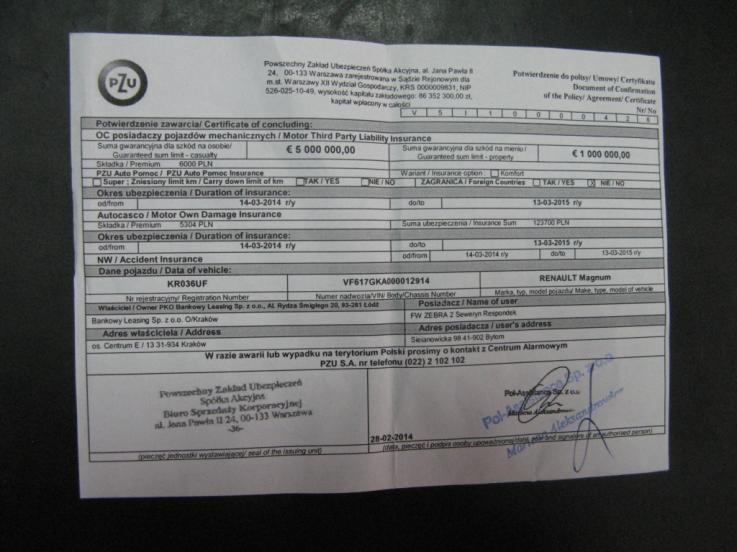 PZU
Powszechny Zakład Ubezpieczeń Spółka Akcyjna, al. Jana Pawła II
24, 00-133 Warszawa zarejestrowana w Sądzie Rejonowym dla
m.st. Warszawy XII Wydział Gospodarczy, KRS 0000009831, NIP
526-025-10-49, wysokość kapitału zakładowego: 86 352 300,00 zł,
kapitał wpłacony w całości
Potwierdzenie do polisy/ Umowy/ Certyfikatu
Document of Confirmation
of the Policy/ Agreement/ Certificate
Nr/ No
Potwierdzenie zawarcia/ Certificate of concluding:
OC posiadaczy pojazdów mechanicznych / Motor Third Party Liability Insurance
Suma gwarancyjna dla szkód na osobie/
Guaranteed sum limit - casualty
€ 5 000 000,00
Suma gwarancyjna dla szkód na mieniu /
Guaranteed sum limit - property
€ 1 000 000,00
Składka / Premium 6000 PLN
PZU Auto Pomoc / PZU Auto Pomoc Insurance
Wariant / Insurance option: Komfort
Super; Zniesiony limit km / Carry down limit of km TAK / YES NIE / NO ZAGRANICA / Foreign Countries TAK / YES X NIE / NO
Okres ubezpieczenia / Duration of insurance:
od/from 14-03-2014 r/y do/to 13-03-2015 r/y
Autocasco / Motor Own Damage Insurance
Składka / Premium 5304 PLN Suma ubezpieczenia / Insurance Sum 123700 PLN
Okres ubezpieczenia / Duration of insurance:
od/from 14-03-2014 r/y do/to 13-03-2015 r/y
NW / Accident Insurance od/from 14-03-2014 r/y do/to 13-03-2015 r/y
Dane pojazdu / Data of vehicle:
KR036UF VF617GKA000012914 RENAULT Magnum
Nr rejestracyjny/ Registration Number Numer nadwozia/VIN/ Body/Chassis Number Marka, typ, model pojazdu/ Make, type, model of vehicle
Właściciel / Owner PKO Bankowy Leasing Sp. z o.o., Al. Rydza Śmigłego 20, 93-281 Łódź
Posiadacz / Name of user
Bankowy Leasing Sp. z o.o. O/Kraków
FW ZEBRA 2 Seweryn Respondek
Adres właściciela / Address
Adres posiadacza / user's address
os. Centrum E / 13 31-934 Kraków
98 41-902 Bytom
W razie awarii lub wypadku na terytorium Polski prosimy o kontakt z Centrum Alarmowym
PZU S.A. nr telefonu (022) 2 102 102
Powszechny Zakład Ubezpieczeń
Spółka Akcyjna
Biuro Sprzedaży Korporacyjnej
al. Jana Pawła II 24, 00-133 Warszawa
-36-
28-02-2014
(pieczęć jednostki wystawiającej/ seal of the issuing unit)
(data, pieczęć i podpis osoby upoważnionej/ date, seal and signature of an authorised person)